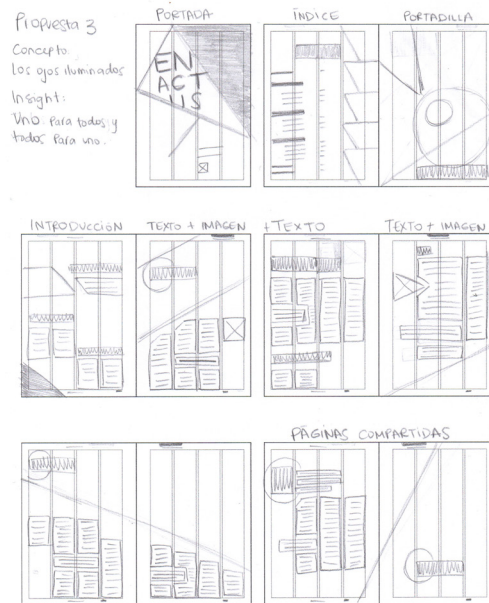 Propuesta 3
Concepto:
Los ojos iluminados
Insight:
Uno para todos y
todos para uno.
PORTADA
EN
ACT
US
ÍNDICE
PORTADILLA
INTRODUCCIÓN
TEXTO + IMAGEN
+ TEXTO
TEXTO + IMAGEN
PÁGINAS COMPARTIDAS